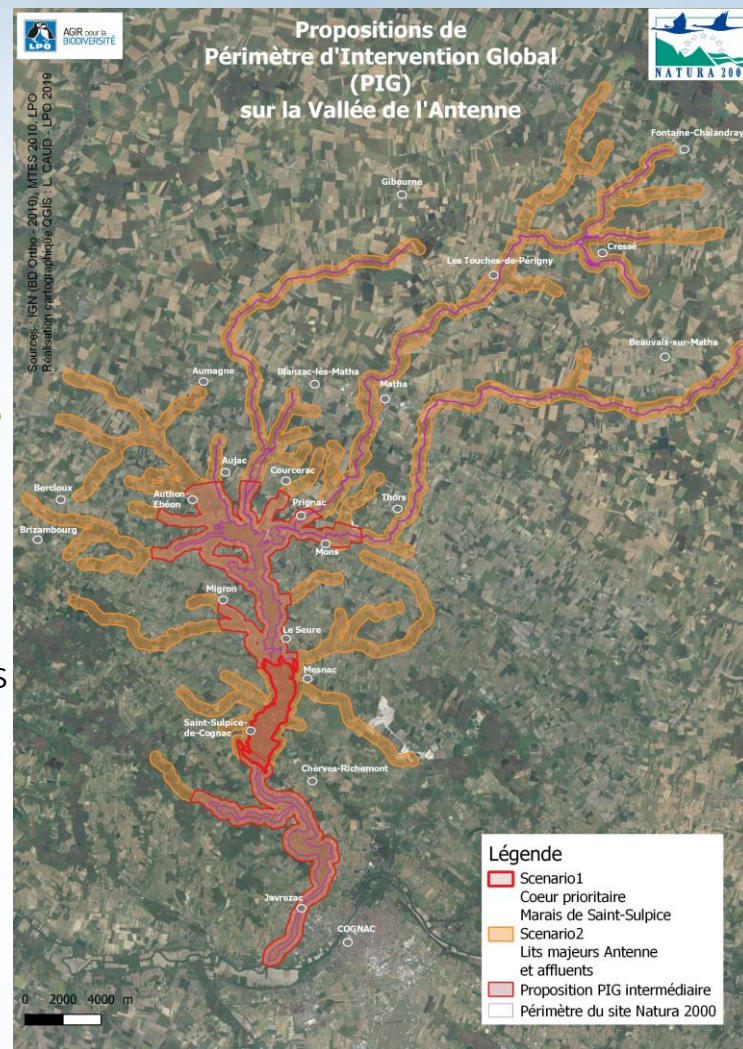 LPO
AGIR pour la
BIODIVERSITÉ
Propositions de
Périmètre d'Intervention Global
(PIG)
sur la Vallée de l'Antenne
NATURA 200
Sources : IGN (BD Ortho - 2010), MTES 2010, LPO
Réalisation cartographique QGIS : L. CAUD - LPO 2019
Fontaine-Chalandray
Gibourne
Cressé
Les Touches-de-Périgny
Beauvais-sur-Matha
Aumagne
Blanzac-lès-Matha
Matha
Aujac
Courcerac
Bercloux
Authon-
Ebéon
Prignac
Thors
Brizambourg
Mons
Migron
Le Seure
Mesnac
S
Saint-Sulpice-
de-Cognac
Chèrves-Richemont
Javrezac
COGNAC
Légende
Scenario1
Coeur prioritaire
Marais de Saint-Sulpice
Scenario2
Lits majeurs Antenne
et affluents
Proposition PIG intermédiaire
Périmètre du site Natura 2000
0 2000 4000 m